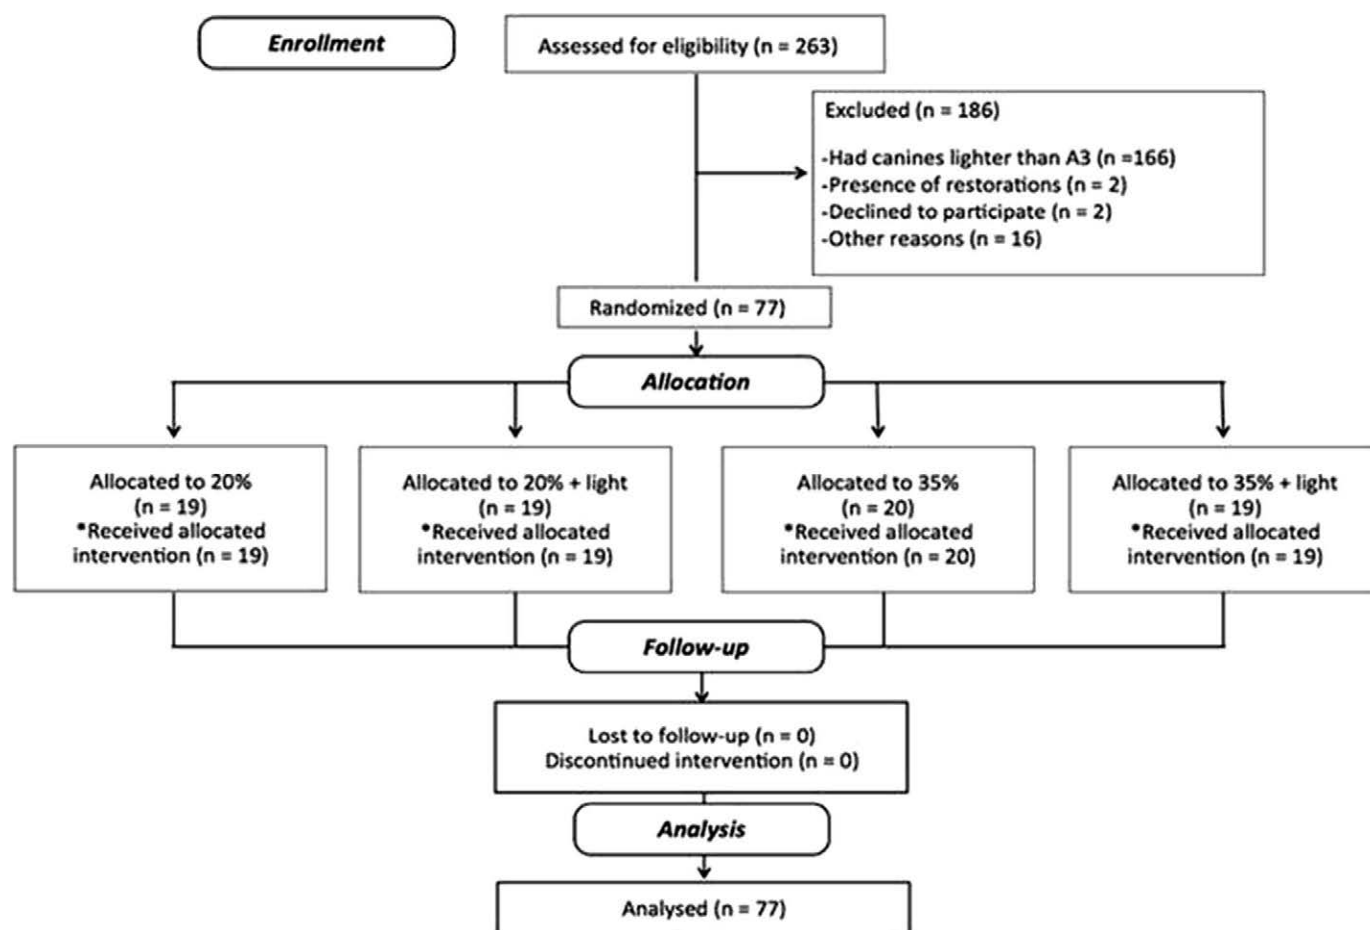 Enrollment
Assessed for eligibility (n = 263)
Excluded (n = 186)
-Had canines lighter than A3 (n =166)
-Presence of restorations (n = 2)
-Declined to participate (n = 2)
-Other reasons (n = 16)
Randomized (n = 77)
Allocation
Allocated to 20%
(n = 19)
*Received allocated
intervention (n = 19)
Allocated to 20% + light
(n = 19)
*Received allocated
intervention (n = 19)
Allocated to 35%
(n = 20)
*Received allocated
intervention (n = 20)
Allocated to 35% + light
(n = 19)
*Received allocated
intervention (n = 19)
Follow-up
Lost to follow-up (n = 0)
Discontinued intervention (n = 0)
Analysis
Analysed (n = 77)